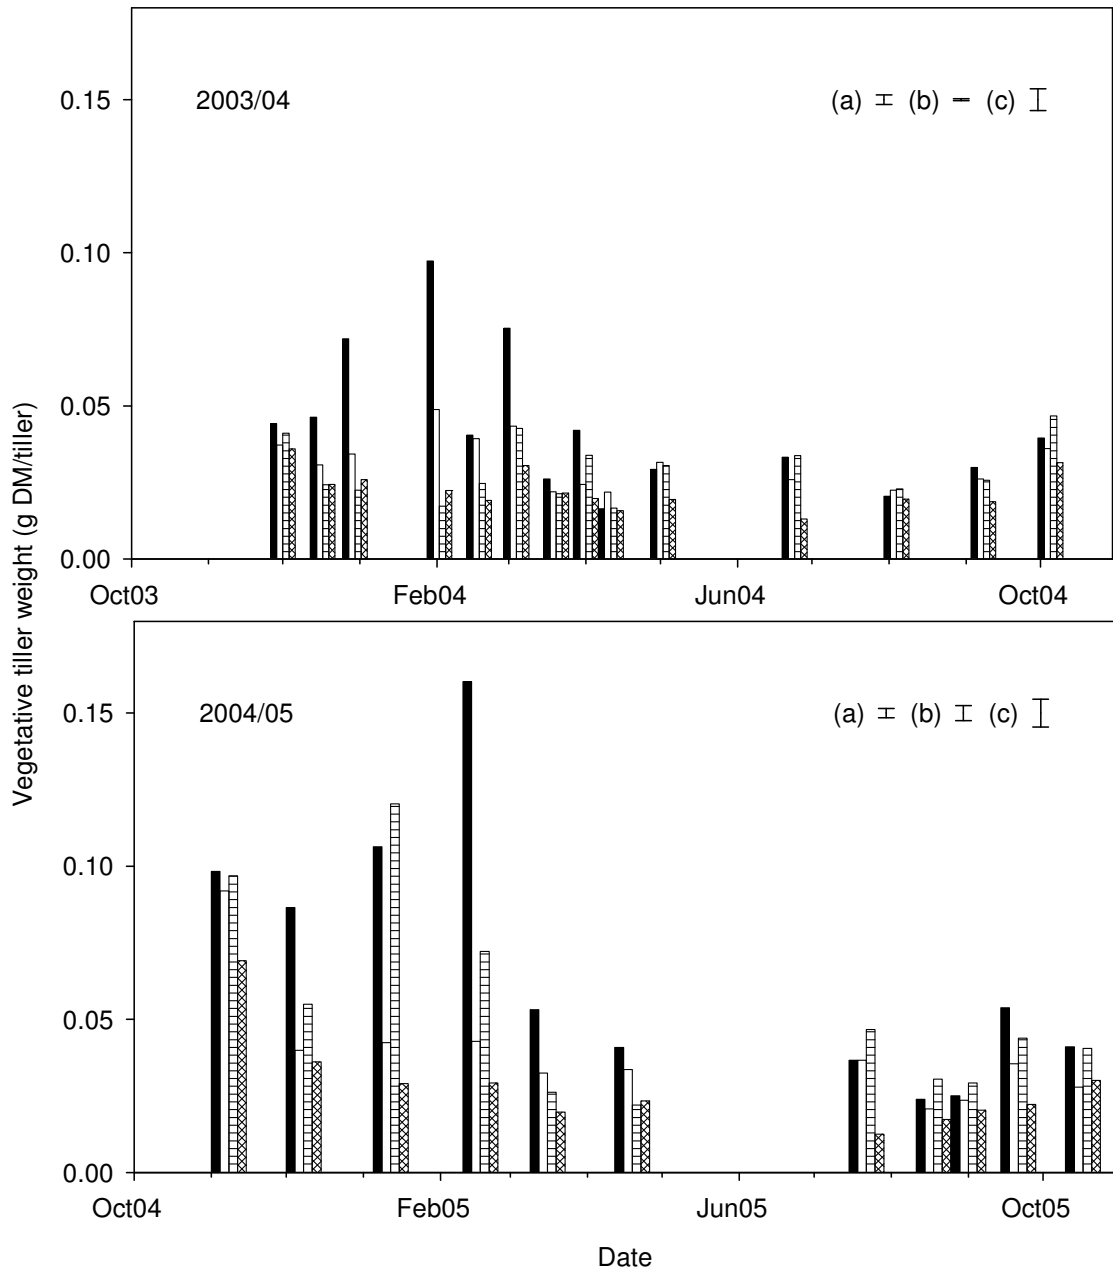 0.15
2003/04
(a) (b) (c)
0.10
0.05
0.00
Oct03 Feb04 Jun04 Oct04
Vegetative tiller weight (g DM/tiller)
0.15
2004/05
(a) (b) (c)
0.10
0.05
0.00
Oct04 Feb05 Jun05 Oct05
Date